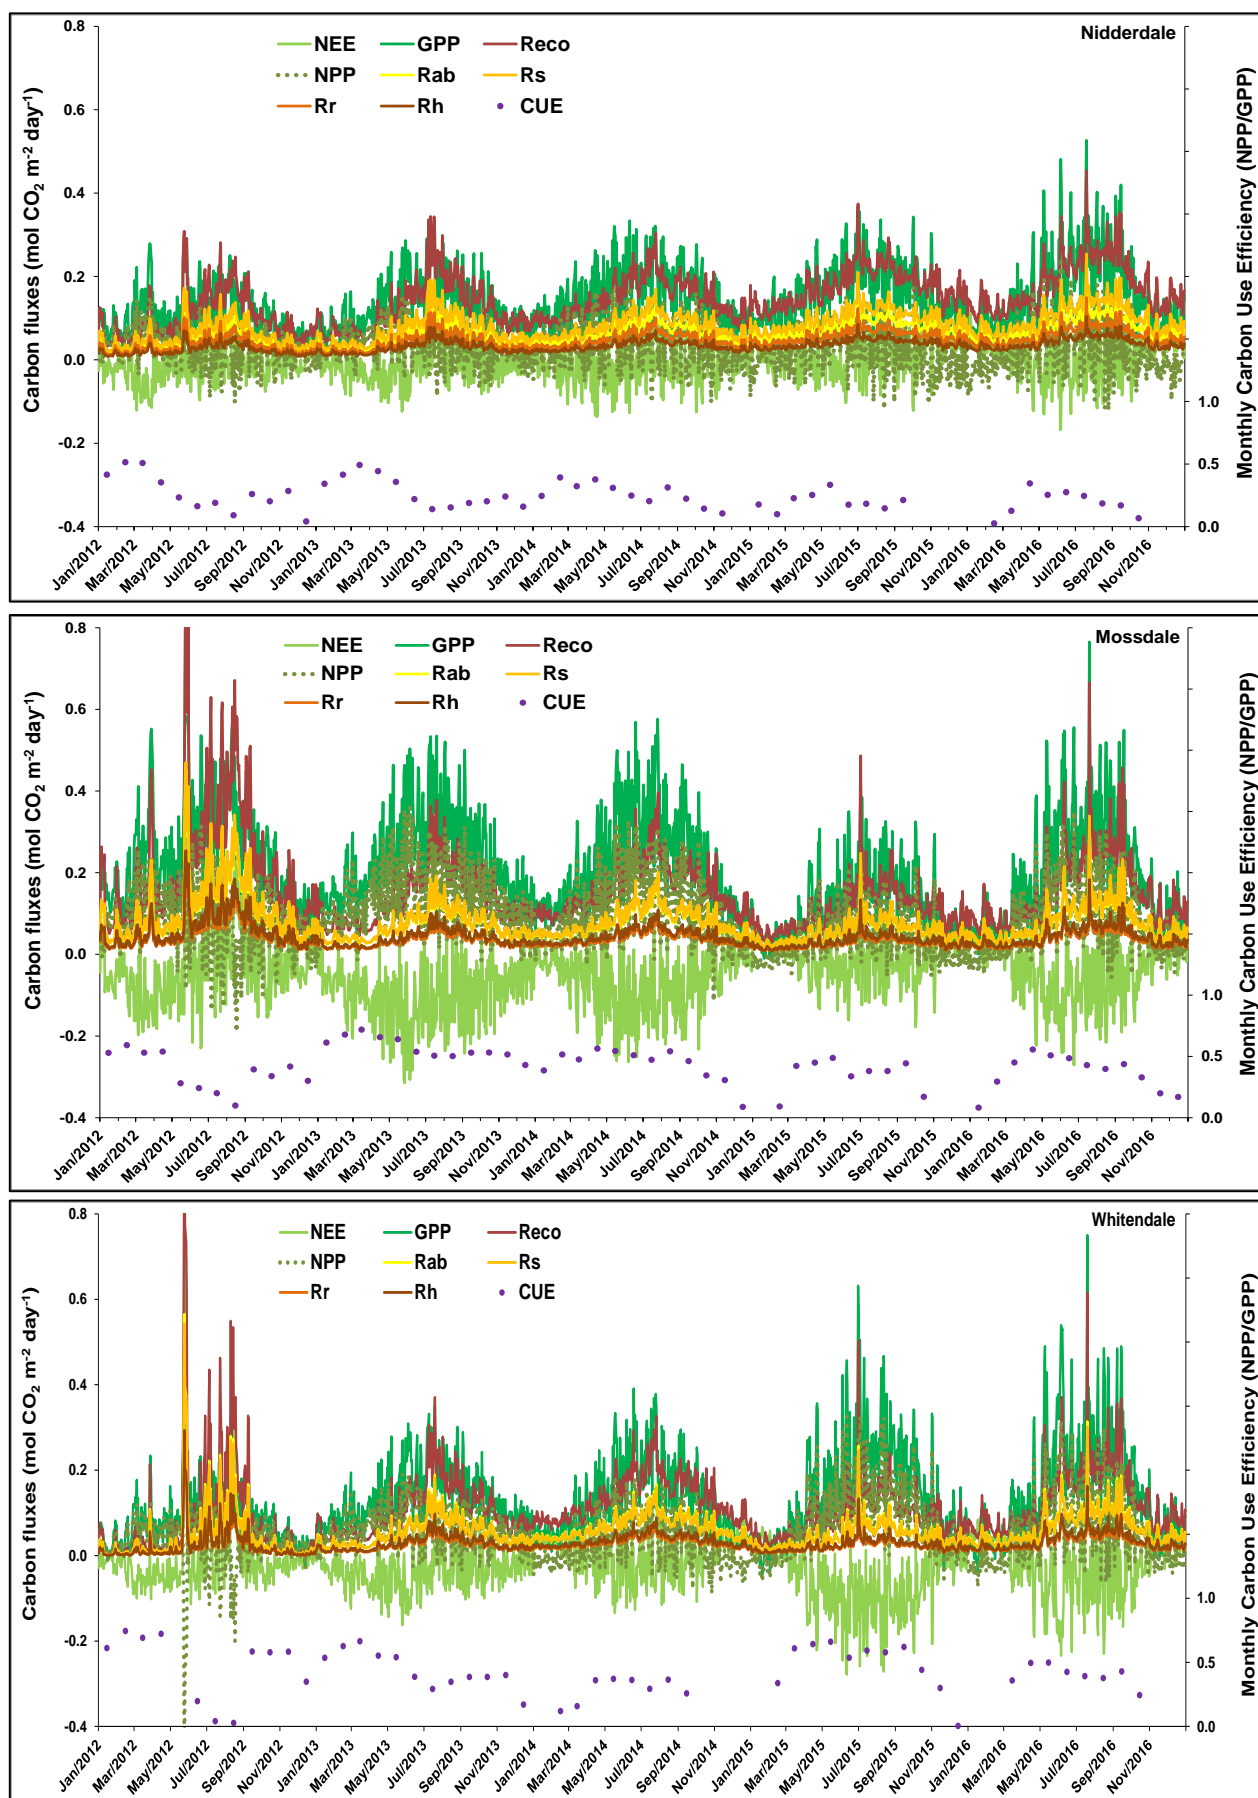 Nidderdale
NEE GPP Reco
NPP Rab Rs
Rr Rh CUE
Carbon fluxes (mol CO2 m-2 day-1)
0.8
0.6
0.4
0.2
0.0
-0.2
-0.4
Monthly Carbon Use Efficiency (NPP/GPP)
1.0
0.5
0.0
Jan/2012 Mar/2012 May/2012 Jul/2012 Sep/2012 Nov/2012 Jan/2013 Mar/2013 May/2013 Jul/2013 Sep/2013 Nov/2013 Jan/2014 Mar/2014 May/2014 Jul/2014 Sep/2014 Nov/2014 Jan/2015 Mar/2015 May/2015 Jul/2015 Sep/2015 Nov/2015 Jan/2016 Mar/2016 May/2016 Jul/2016 Sep/2016 Nov/2016
Mossdale
NEE GPP Reco
NPP Rab Rs
Rr Rh CUE
Carbon fluxes (mol CO2 m-2 day-1)
0.8
0.6
0.4
0.2
0.0
-0.2
-0.4
Monthly Carbon Use Efficiency (NPP/GPP)
1.0
0.5
0.0
Jan/2012 Mar/2012 May/2012 Jul/2012 Sep/2012 Nov/2012 Jan/2013 Mar/2013 May/2013 Jul/2013 Sep/2013 Nov/2013 Jan/2014 Mar/2014 May/2014 Jul/2014 Sep/2014 Nov/2014 Jan/2015 Mar/2015 May/2015 Jul/2015 Sep/2015 Nov/2015 Jan/2016 Mar/2016 May/2016 Jul/2016 Sep/2016 Nov/2016
Whitendale
NEE GPP Reco
NPP Rab Rs
Rr Rh CUE
Carbon fluxes (mol CO2 m-2 day-1)
0.8
0.6
0.4
0.2
0.0
-0.2
-0.4
Monthly Carbon Use Efficiency (NPP/GPP)
1.0
0.5
0.0
Jan/2012 Mar/2012 May/2012 Jul/2012 Sep/2012 Nov/2012 Jan/2013 Mar/2013 May/2013 Jul/2013 Sep/2013 Nov/2013 Jan/2014 Mar/2014 May/2014 Jul/2014 Sep/2014 Nov/2014 Jan/2015 Mar/2015 May/2015 Jul/2015 Sep/2015 Nov/2015 Jan/2016 Mar/2016 May/2016 Jul/2016 Sep/2016 Nov/2016